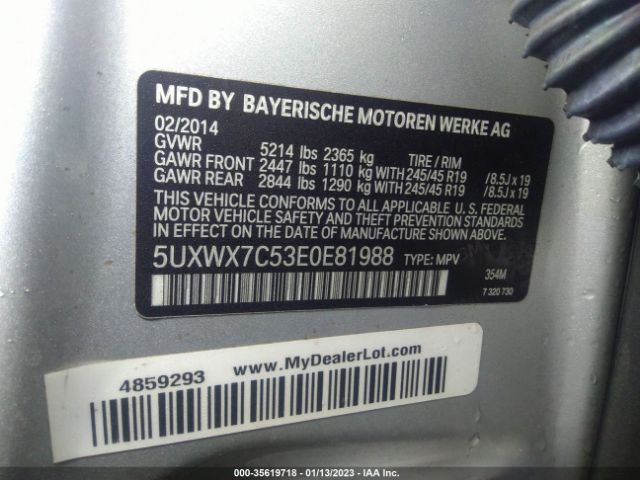 MFD BY BAYERISCHE MOTOREN WERKE AG
02/2014
GVWR 5214 lbs 2365 kg TIRE / RIM
GAWR FRONT 2447 lbs 1110 kg WITH 245/45 R19 / 8.5J x 19
GAWR REAR 2844 lbs 1290 kg WITH 245/45 R19 / 8.5J x 19
THIS VEHICLE CONFORMS TO ALL APPLICABLE U. S. FEDERAL
MOTOR VEHICLE SAFETY AND THEFT PREVENTION STANDARDS
IN EFFECT ON THE DATE OF MANUFACTURE SHOWN ABOVE.
5UXWX7C53E0E81988 TYPE: MPV
354M
7 320 730
www.MyDealerLot.com
4859293
000-35619718 - 01/13/2023 - IAA Inc.